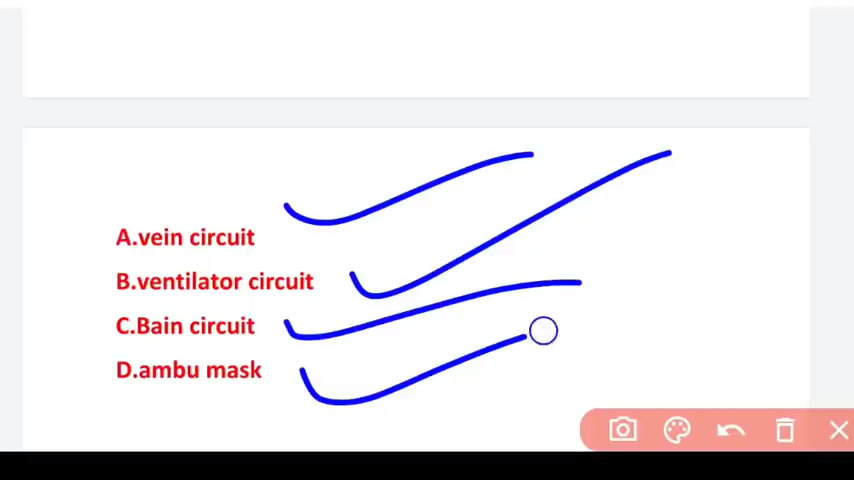 A.vein circuit
B.ventilator circuit
C.Bain circuit
D.ambu mask